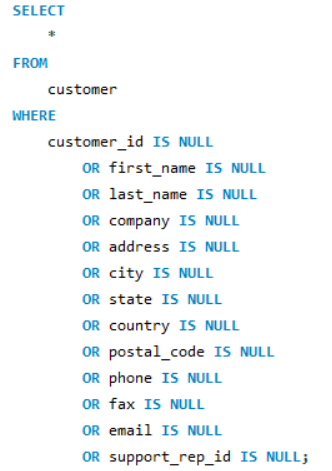 SELECT
*
FROM
customer
WHERE
customer_id IS NULL
OR first_name IS NULL
OR last_name IS NULL
OR company IS NULL
OR address IS NULL
OR city IS NULL
OR state IS NULL
OR country IS NULL
OR postal_code IS NULL
OR phone IS NULL
OR fax IS NULL
OR email IS NULL
OR support_rep_id IS NULL;